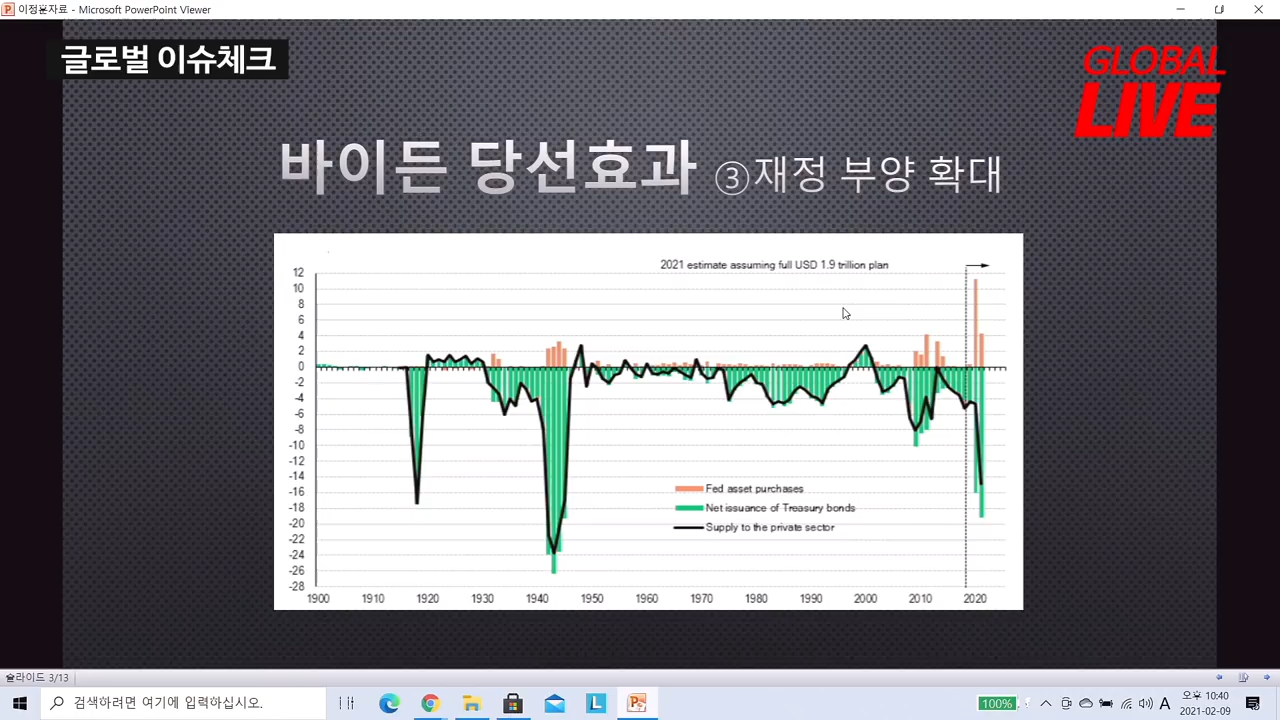 이정훈자료 - Microsoft PowerPoint Viewer
글로벌 이슈체크
GLOBAL
LIVE
바이든 당선효과 ③재정 부양 확대
2021 estimate assuming full USD 1.9 trillion plan
12
10
8
6
4
2
0
-2
-4
-6
-8
-10
-12
-14
-16
-18
-20
-22
-24
-26
-28
Fed asset purchases
Net issuance of Treasury bonds
Supply to the private sector
1900 1910 1920 1930 1940 1950 1960 1970 1980 1990 2000 2010 2020
슬라이드 3/13
검색하려면 여기에 입력하십시오.
100%
A
오후 10:40
2021-02-09